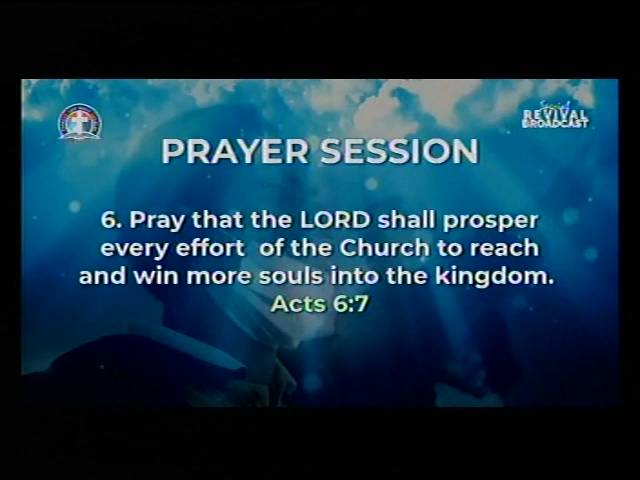 Special
REVIVAL
BROADCAST
PRAYER SESSION
6. Pray that the LORD shall prosper
every effort of the Church to reach
and win more souls into the kingdom.
Acts 6:7